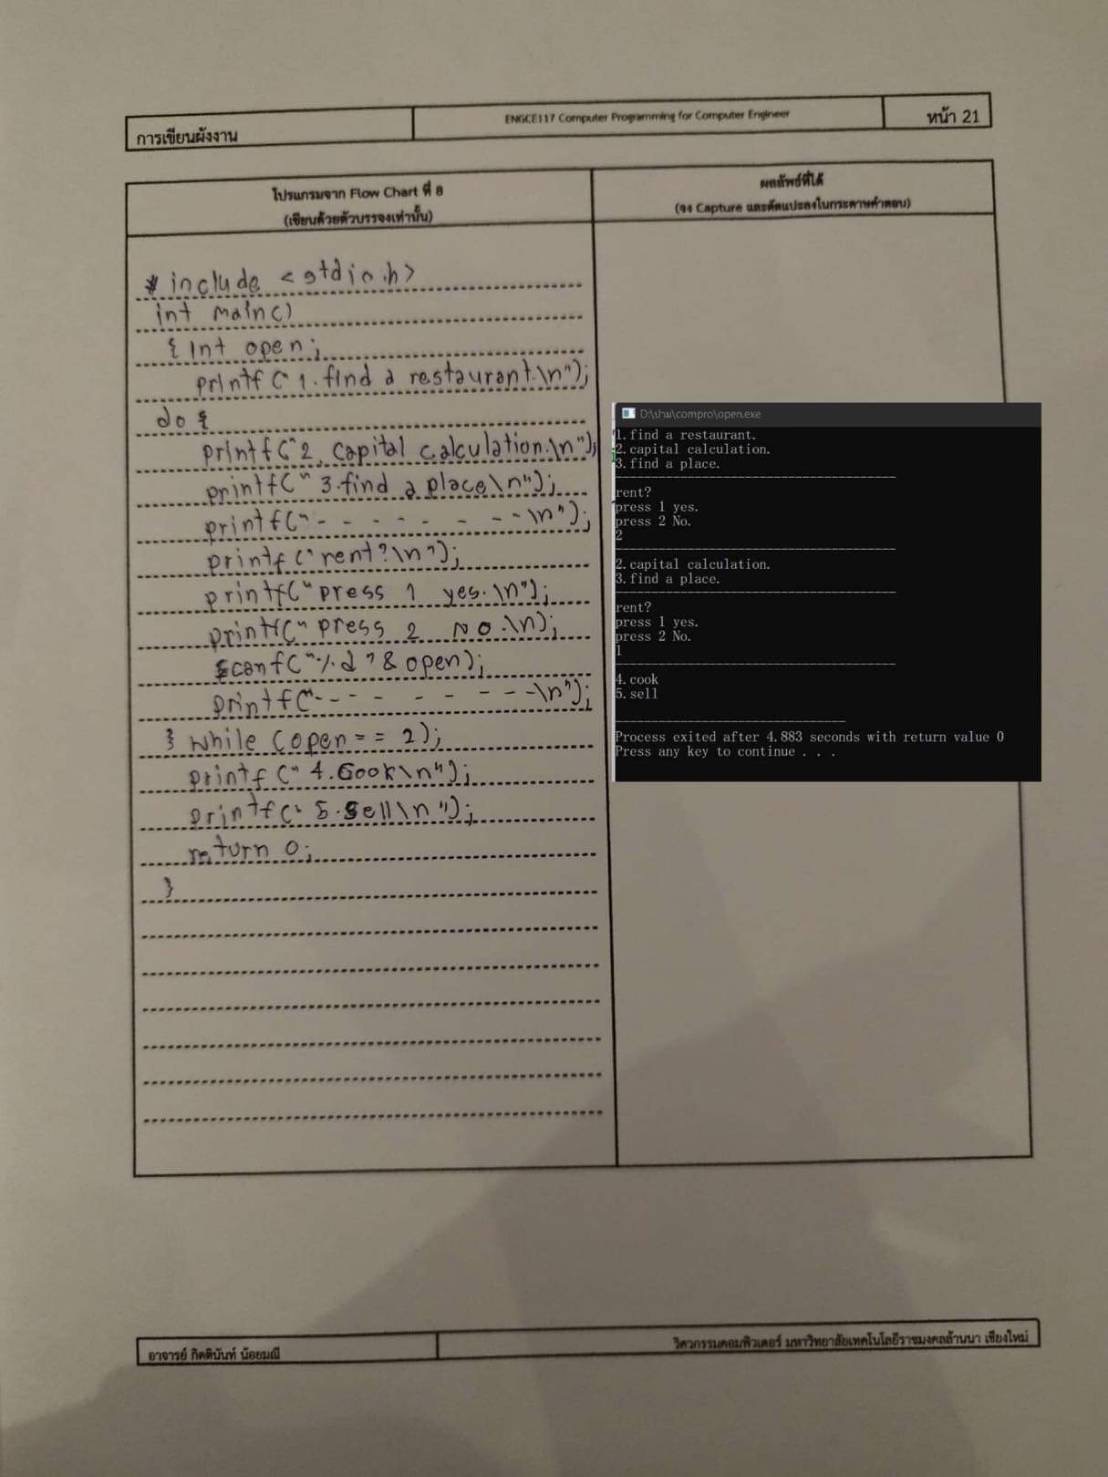 การเขียนผังงาน
ENGCE117 Computer Programming for Computer Engineer
หน้า 21
โปรแกรมจาก Flow Chart ที่ 8
(เขียนด้วยตัวบรรจงเท่านั้น)
ผลลัพธ์ที่ได้
(จง Capture และตัดแปะลงในกระดาษคำตอบ)
# include <stdio.h>
int main()
{ int open;
printf ("1.find a restaurant.\n");
do {
printf("2. capital calculation.\n");
printf(" 3.find a place\n");
printf("- - - - - - - -\n");
printf ("rent?\n");
printf("press 1 yes.\n");
printf("press 2 No.\n);
scanf("%d"&open);
printf("- - - - - - - - -\n");
} while (open== 2);
printf (" 4.Cook\n");
printf(" 5.sell\n");
return 0;
}
D:\shu\compro\open.exe
1.find a restaurant.
2.capital calculation.
3.find a place.
--------------------------------------
rent?
press 1 yes.
press 2 No.
2
--------------------------------------
2.capital calculation.
3.find a place.
--------------------------------------
rent?
press 1 yes.
press 2 No.
1
--------------------------------------
4.cook
5.sell
--------------------------------
Process exited after 4.883 seconds with return value 0
Press any key to continue . . .
อาจารย์ กิตตินันท์ น้อยมณี
วิศวกรรมคอมพิวเตอร์ มหาวิทยาลัยเทคโนโลยีราชมงคลล้านนา เชียงใหม่